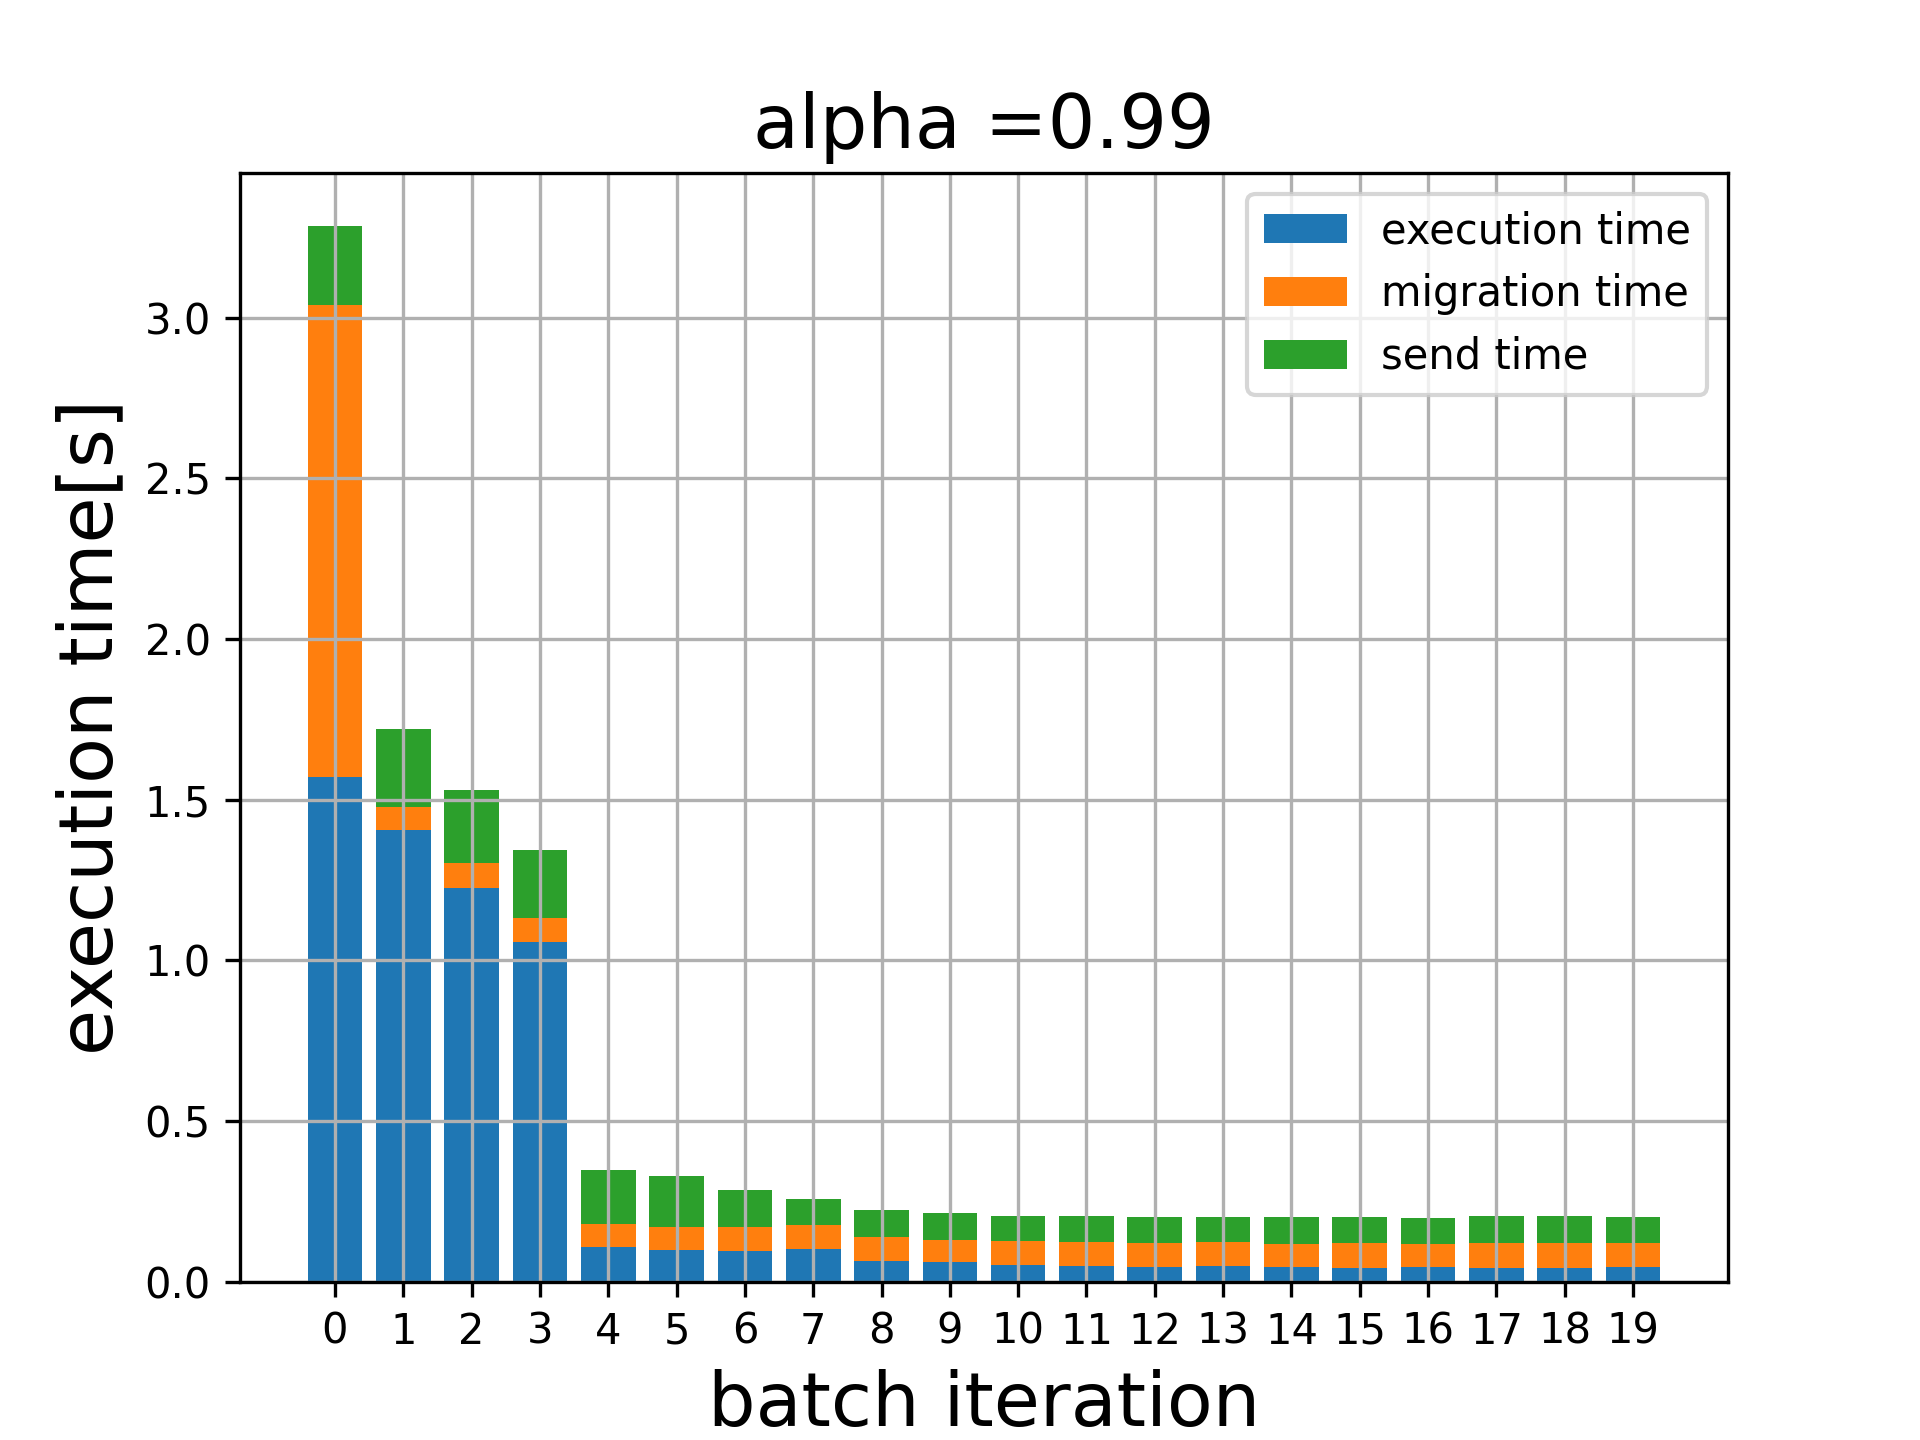 alpha =0.99
execution time
migration time
send time
execution time[s]
3.0
2.5
2.0
1.5
1.0
0.5
0.0
0 1 2 3 4 5 6 7 8 9 10 11 12 13 14 15 16 17 18 19
batch iteration